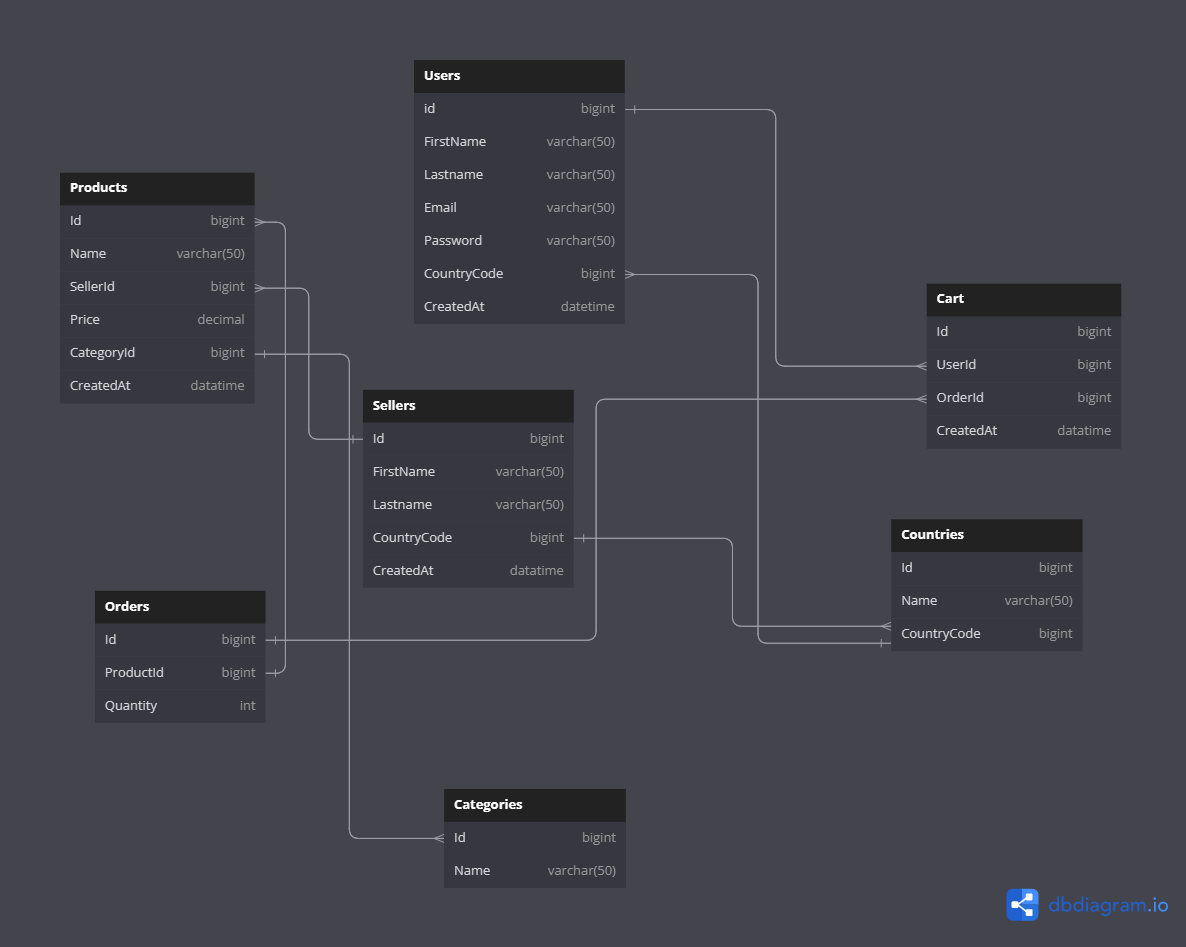 Users
id bigint
FirstName varchar(50)
Lastname varchar(50)
Email varchar(50)
Password varchar(50)
CountryCode bigint
CreatedAt datetime
Products
Id bigint
Name varchar(50)
SellerId bigint
Price decimal
CategoryId bigint
CreatedAt datatime
Cart
Id bigint
UserId bigint
OrderId bigint
CreatedAt datatime
Sellers
Id bigint
FirstName varchar(50)
Lastname varchar(50)
CountryCode bigint
CreatedAt datatime
Countries
Id bigint
Name varchar(50)
CountryCode bigint
Orders
Id bigint
ProductId bigint
Quantity int
Categories
Id bigint
Name varchar(50)
dbdiagram.io